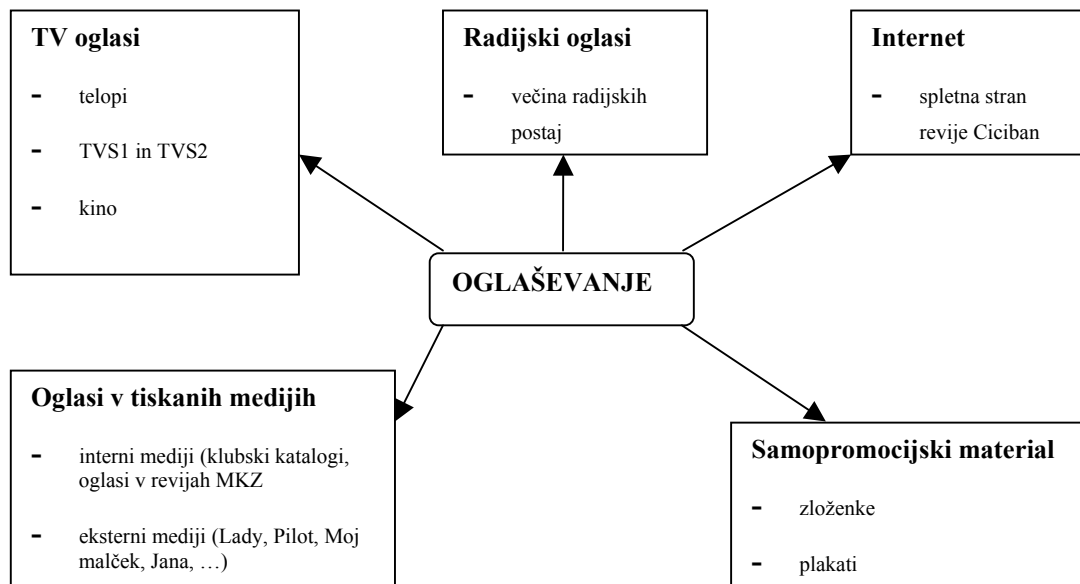 TV oglasi
- telopi
- TVS1 in TVS2
- kino
Radijski oglasi
- večina radijskih
postaj
Internet
- spletna stran
revije Ciciban
OGLAŠEVANJE
Oglasi v tiskanih medijih
- interni mediji (klubski katalogi,
oglasi v revijah MKZ
- eksterni mediji (Lady, Pilot, Moj
malček, Jana, …)
Samopromocijski material
- zloženke
- plakati